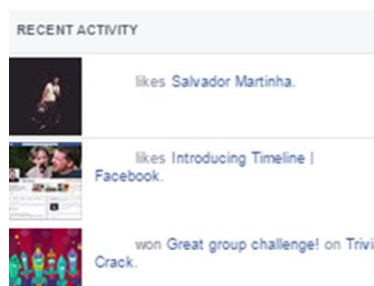 RECENT ACTIVITY
likes Salvador Martinha.
likes Introducing Timeline |
Facebook.
won Great group challenge! on Trivi
Crack.